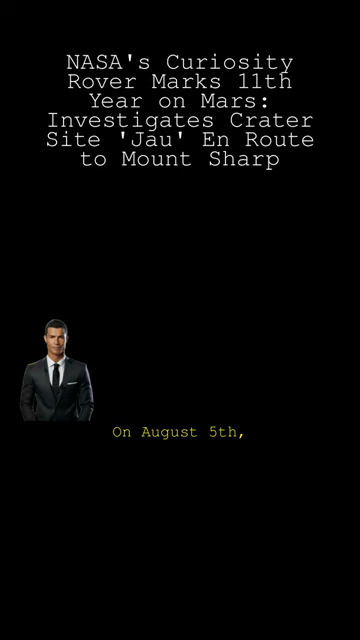 NASA's Curiosity
Rover Marks 11th
Year on Mars:
Investigates Crater
Site 'Jau' En Route
to Mount Sharp
On August 5th,